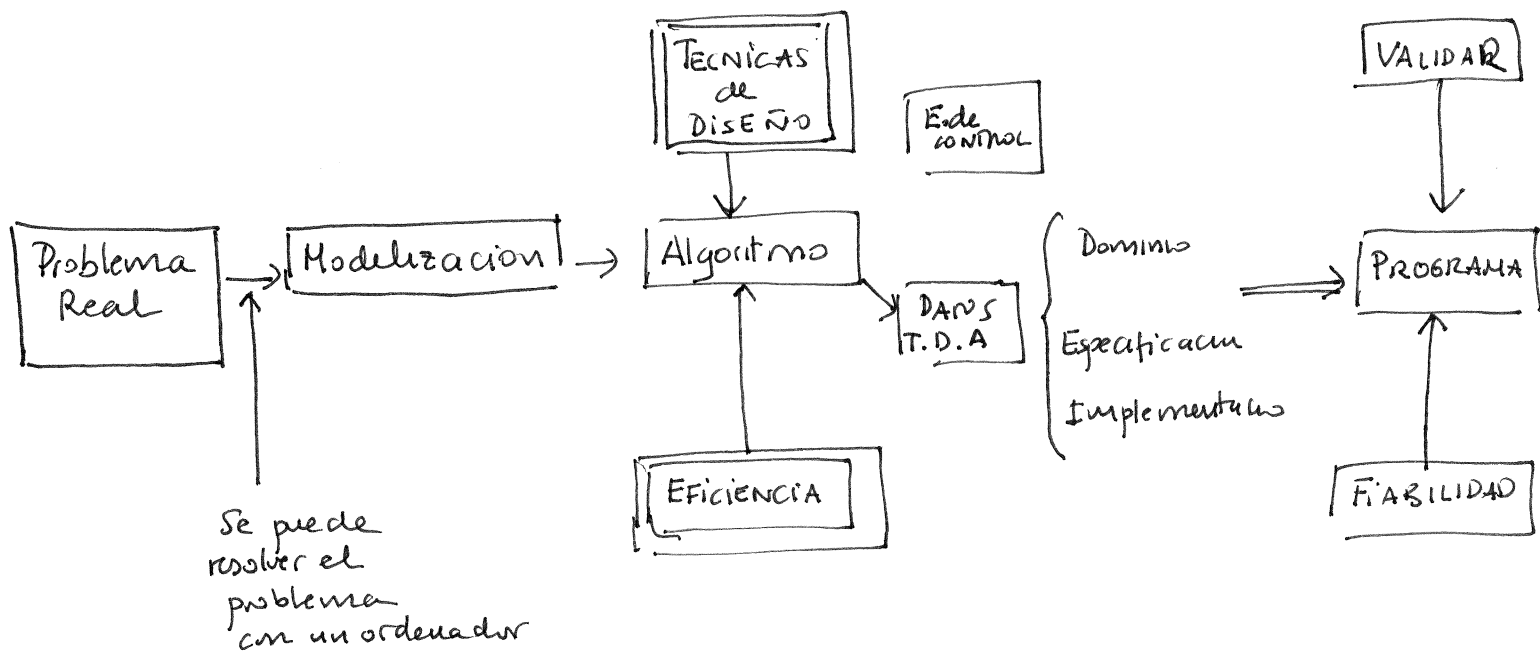 TECNICAS
de
DISEÑO
E. de
CONTROL
VALIDAR
Problema
Real
Modelizacion
Algoritmo
DATOS
T.D.A
Dominio
Especificacion
Implementacio
PROGRAMA
EFICIENCIA
FIABILIDAD
Se puede
resolver el
problema
con un ordenador